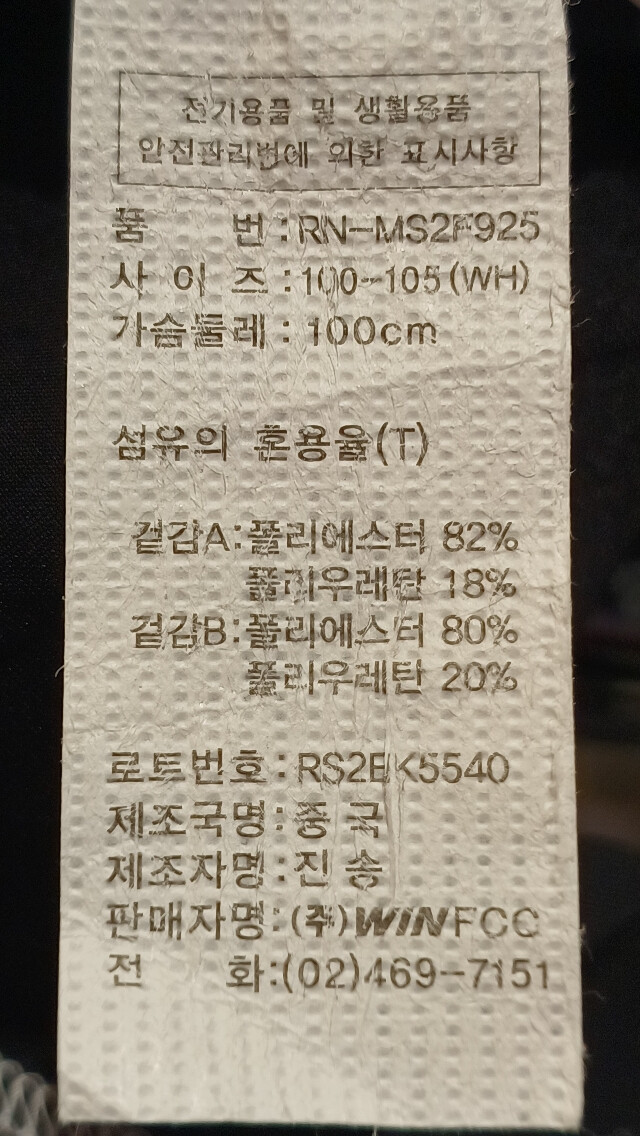 전기용품 및 생활용품
안전관리법에 의한 표시사항
품 번:RN-MS2F925
사 이 즈:100-105(WH)
가슴둘레:100cm
섬유의 혼용율(T)
겉감A:폴리에스터 82%
폴리우레탄 18%
겉감B:폴리에스터 80%
폴리우레탄 20%
로트번호:RS2EK5540
제조국명:중 국
제조자명:진 송
판매자명:(주)WINFCC
전 화:(02)469-7151